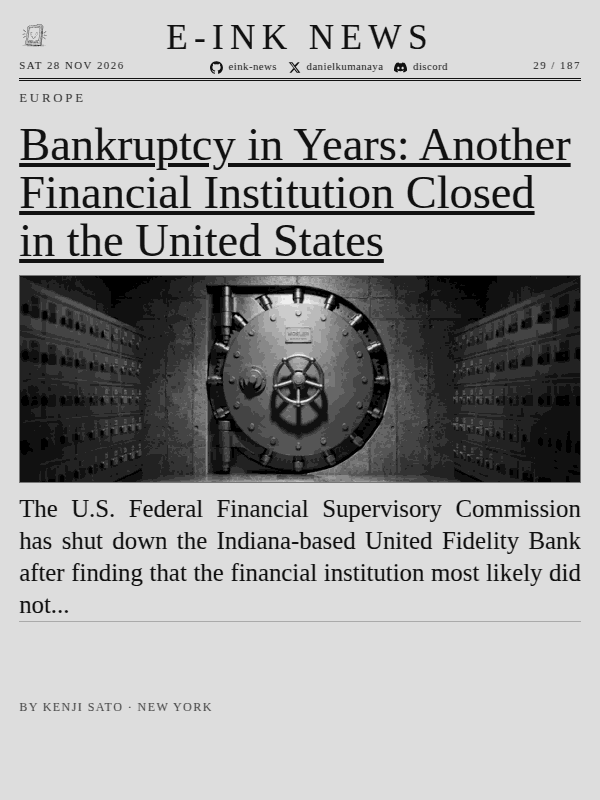 E-INK NEWS
SAT 28 NOV 2026
eink-news
danielkumanaya
discord
29 / 187
EUROPE
Bankruptcy in Years: Another
Financial Institution Closed
in the United States
The U.S. Federal Financial Supervisory Commission
has shut down the Indiana-based United Fidelity Bank
after finding that the financial institution most likely did
not...
BY KENJI SATO · NEW YORK